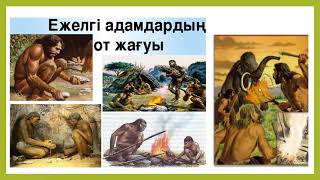 Ежелгі адамдардың
от жағуы